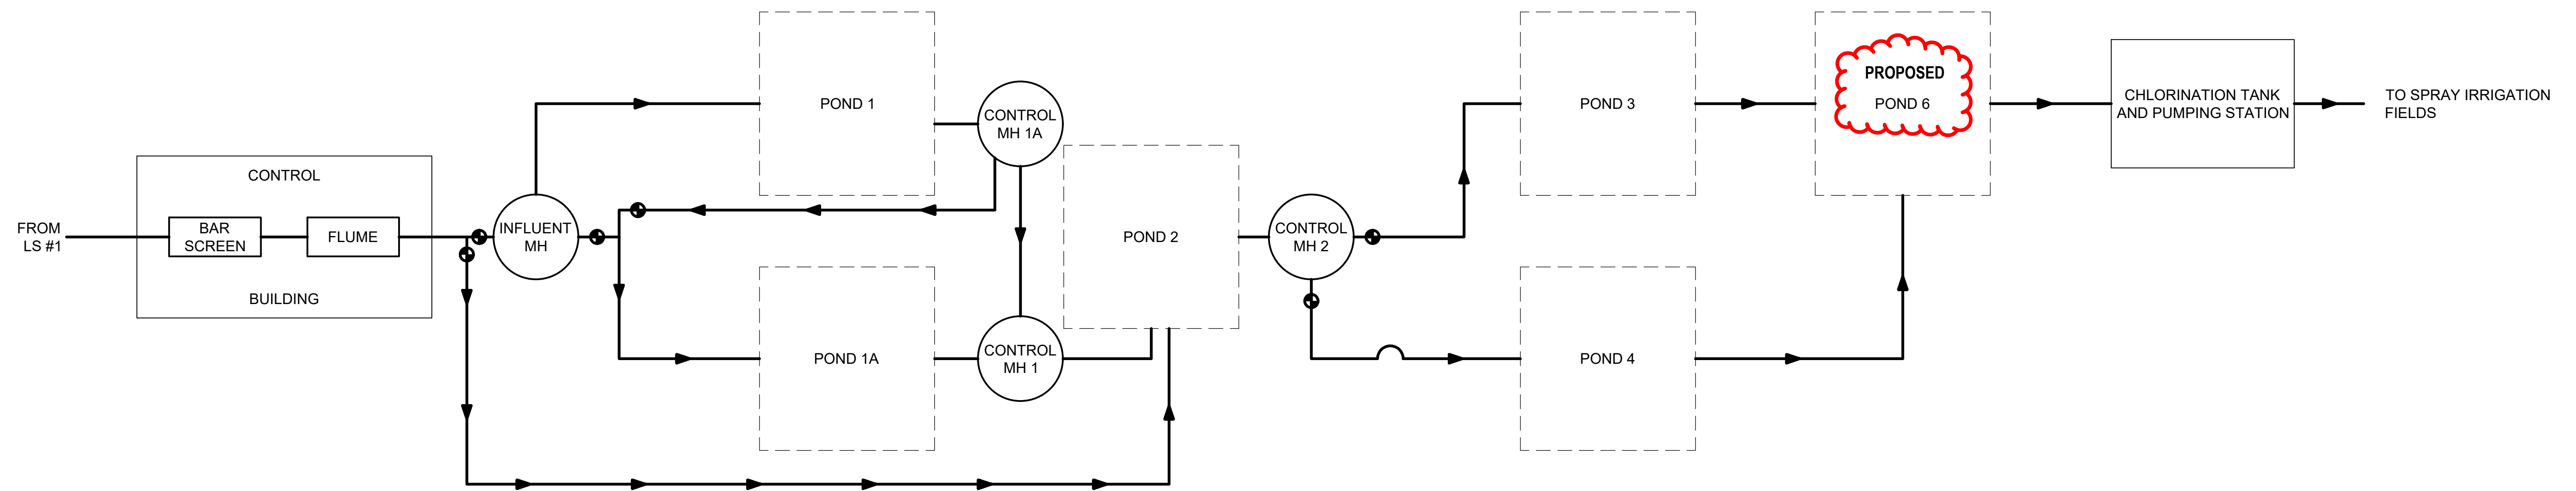 FROM
LS #1
CONTROL
BAR
SCREEN
FLUME
BUILDING
INFLUENT
MH
POND 1
POND 1A
CONTROL
MH 1A
CONTROL
MH 1
POND 2
CONTROL
MH 2
POND 3
POND 4
PROPOSED
POND 6
CHLORINATION TANK
AND PUMPING STATION
TO SPRAY IRRIGATION
FIELDS